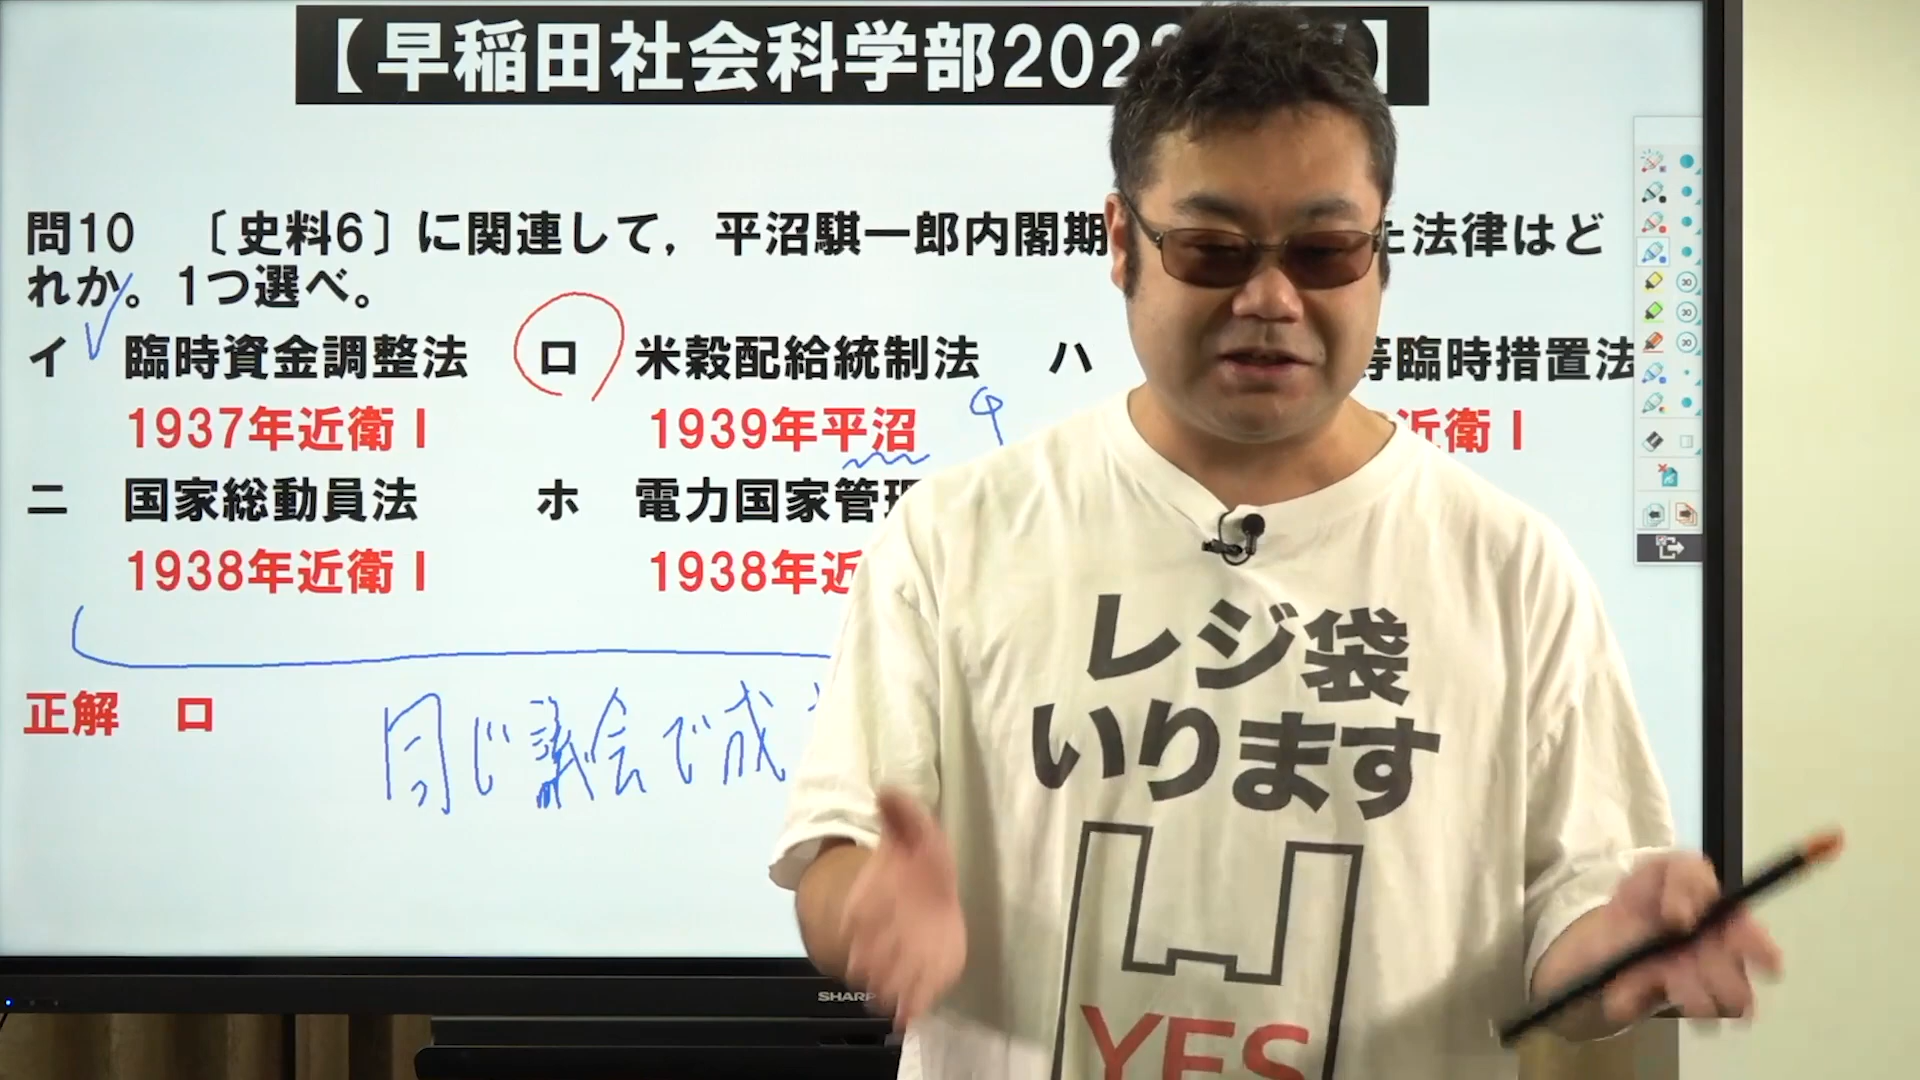 【早稲田社会科学部202
問10 〔史料6〕に関連して，平沼騏一郎内閣期 た法律はど
れか。1つ選べ。
イ 臨時資金調整法 ロ 米穀配給統制法 ハ 等臨時措置法
1937年近衛Ⅰ 1939年平沼 近衛Ⅰ
ニ 国家総動員法 ホ 電力国家管理
1938年近衛Ⅰ 1938年近
正解 ロ
同じ議会で成
レジ袋
いります
YES
SHARP
30
30
30